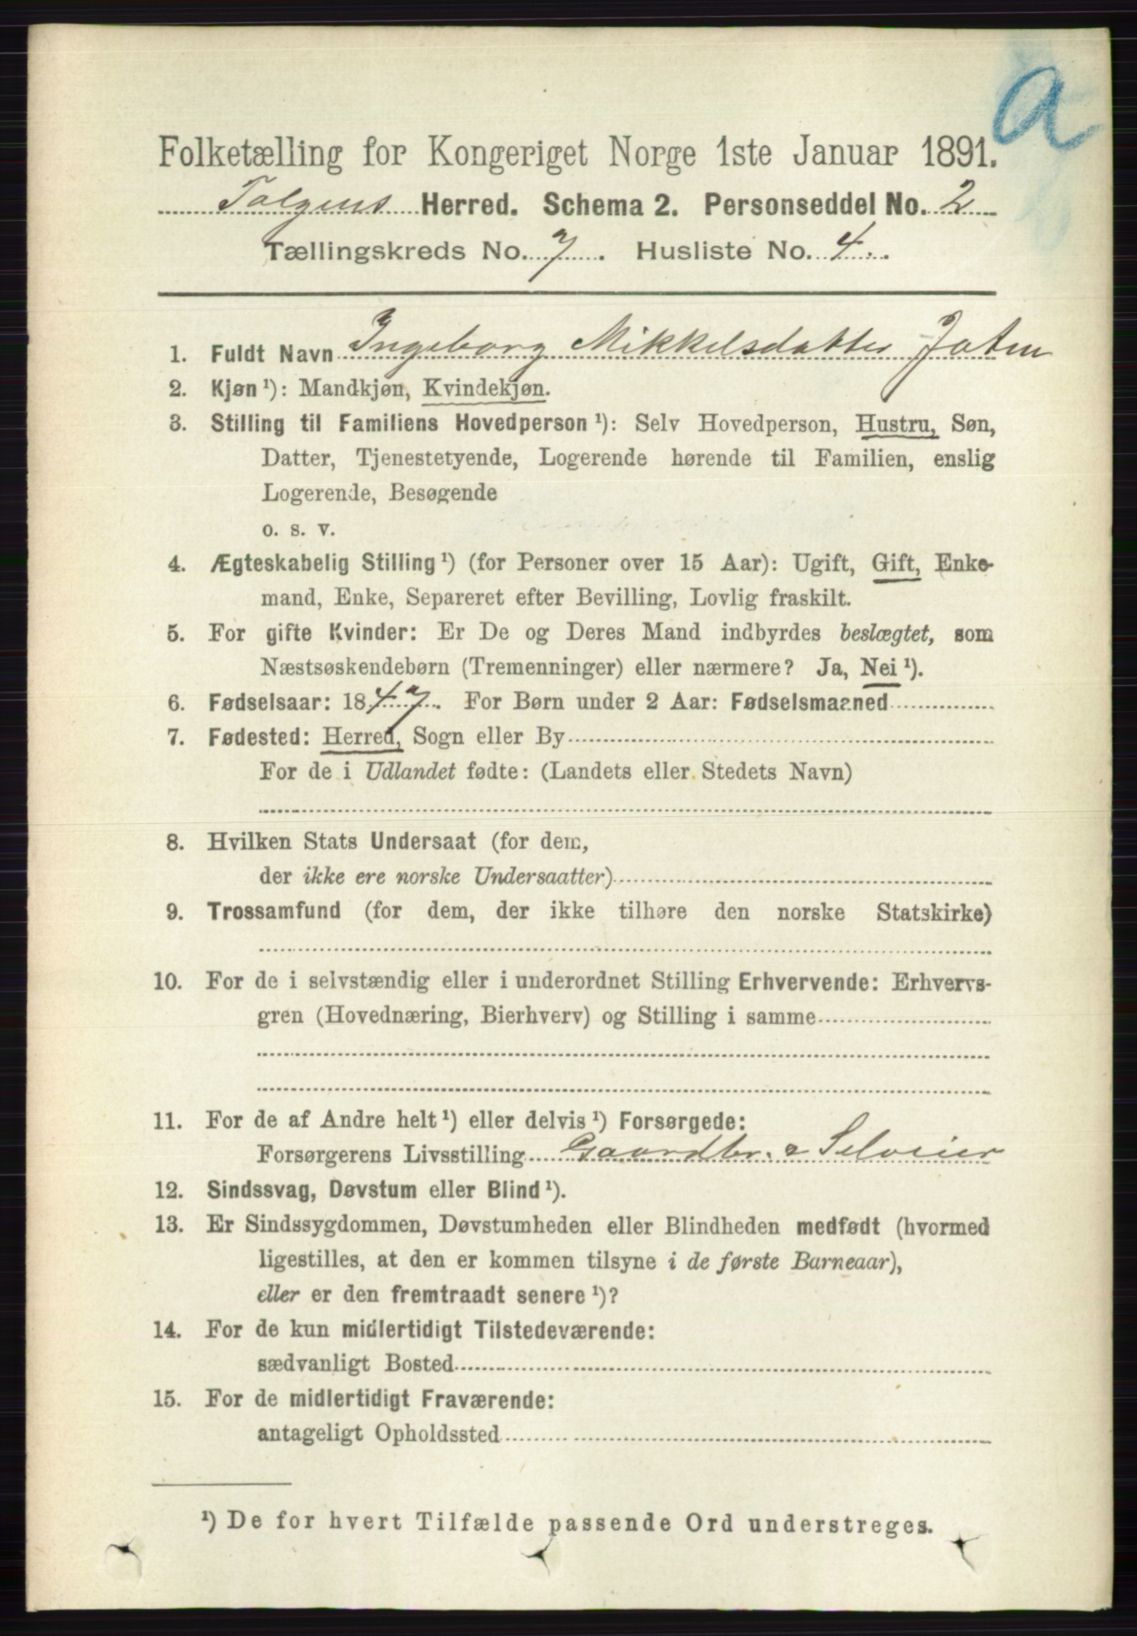 a
Folketælling for Kongeriget Norge 1ste Januar 1891.
Tolgens Herred. Schema 2. Personseddel No. 2
Tællingskreds No. 7. Husliste No. 4.
1. Fuldt Navn Ingeborg Mikkelsdatter
2. Kjøn ¹): Mandkjøn, Kvindekjøn.
3. Stilling til Familiens Hovedperson ¹): Selv Hovedperson, Hustru, Søn,
Datter, Tjenestetyende, Logerende hørende til Familien, enslig
Logerende, Besøgende
o. s. v.
4. Ægteskabelig Stilling ¹) (for Personer over 15 Aar): Ugift, Gift, Enke-
mand, Enke, Separeret efter Bevilling, Lovlig fraskilt.
5. For gifte Kvinder: Er De og Deres Mand indbyrdes beslægtet, som
Næstsøskendebørn (Tremenninger) eller nærmere? Ja, Nei ¹).
6. Fødselsaar: 1847. For Børn under 2 Aar: Fødselsmaaned
7. Fødested: Herred, Sogn eller By
For de i Udlandet fødte: (Landets eller Stedets Navn)
8. Hvilken Stats Undersaat (for dem,
der ikke ere norske Undersaatter)
9. Trossamfund (for dem, der ikke tilhøre den norske Statskirke)
10. For de i selvstændig eller i underordnet Stilling Erhvervende: Erhvervs-
gren (Hovednæring, Bierhverv) og Stilling i samme
11. For de af Andre helt ¹) eller delvis ¹) Forsørgede:
Forsørgerens Livsstilling Gaardbr. & Selveier
12. Sindssvag, Døvstum eller Blind ¹).
13. Er Sindssygdommen, Døvstumheden eller Blindheden medfødt (hvormed
ligestilles, at den er kommen tilsyne i de første Barneaar),
eller er den fremtraadt senere ¹)?
14. For de kun midlertidigt Tilstedeværende:
sædvanligt Bosted
15. For de midlertidigt Fraværende:
antageligt Opholdssted
¹) De for hvert Tilfælde passende Ord understreges.